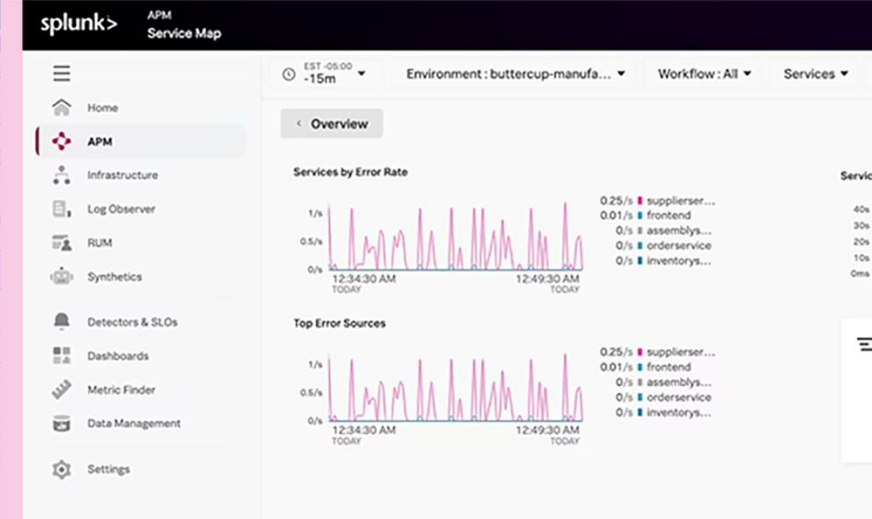 splunk>
APM
Service Map
EST -05:00
-15m
Environment : buttercup-manufa...
Workflow : All
Services
Home
APM
Infrastructure
Log Observer
RUM
Synthetics
Detectors & SLOs
Dashboards
Metric Finder
Data Management
Settings
Overview
Services by Error Rate
1/s
0.5/s
0/s
12:34:30 AM
TODAY
12:49:30 AM
TODAY
0.25/s supplierser...
0.01/s frontend
0/s assemblys...
0/s orderservice
0/s inventorys...
Top Error Sources
1/s
0.5/s
0/s
12:34:30 AM
TODAY
12:49:30 AM
TODAY
0.25/s supplierser...
0.01/s frontend
0/s assemblys...
0/s orderservice
0/s inventorys...
Servic
40s
30s
20s
10s
0ms